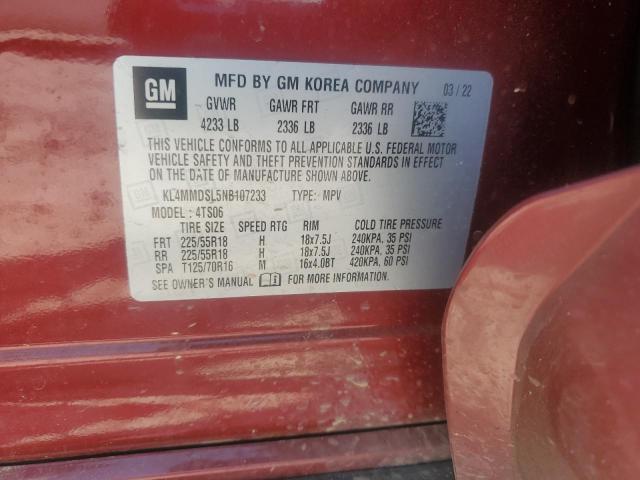 GM
MFD BY GM KOREA COMPANY 03 / 22
GVWR GAWR FRT GAWR RR
4233 LB 2336 LB 2336 LB
THIS VEHICLE CONFORMS TO ALL APPLICABLE U.S. FEDERAL MOTOR
VEHICLE SAFETY AND THEFT PREVENTION STANDARDS IN EFFECT
ON THE DATE OF MANUFACTURE SHOWN ABOVE.
KL4MMDSL5NB107233 TYPE: MPV
MODEL: 4TS06
TIRE SIZE SPEED RTG RIM COLD TIRE PRESSURE
FRT 225/55R18 H 18x7.5J 240KPA, 35 PSI
RR 225/55R18 H 18x7.5J 240KPA, 35 PSI
SPA T125/70R16 M 16x4.0BT 420KPA, 60 PSI
SEE OWNER'S MANUAL FOR MORE INFORMATION.